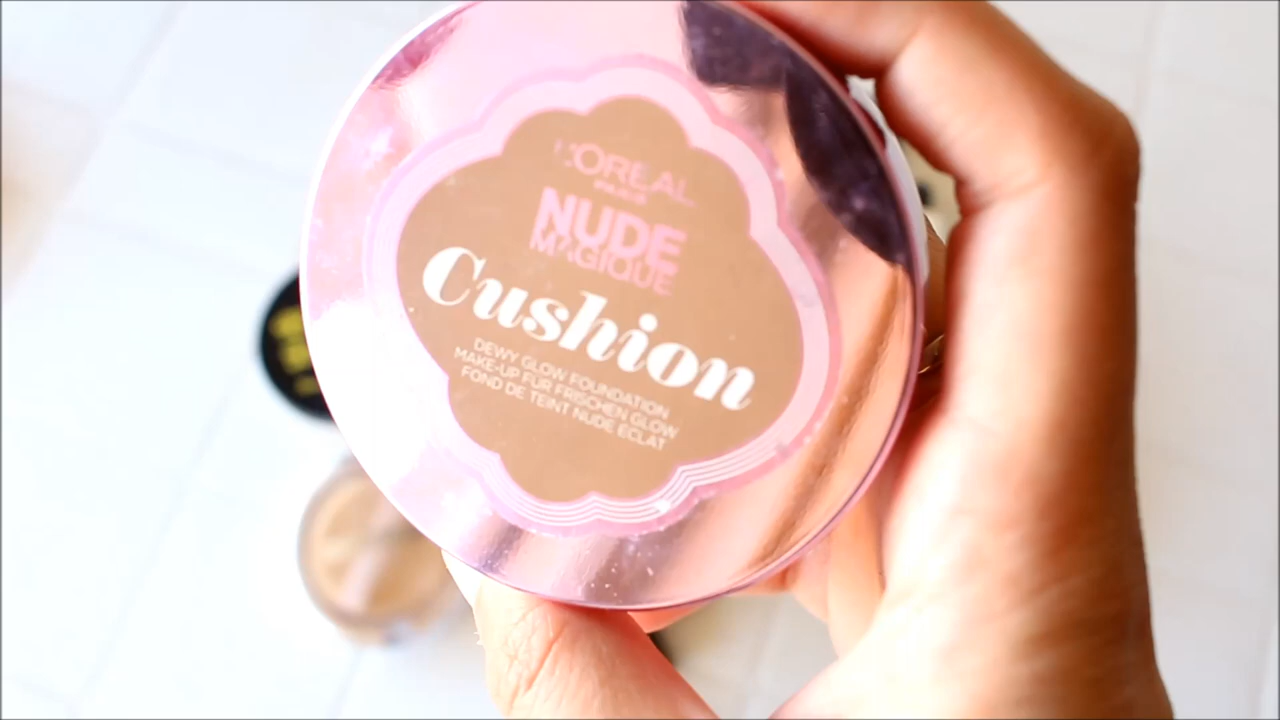 L'ORÉAL
PARIS
NUDE
MAGIQUE
Cushion
DEWY GLOW FOUNDATION
MAKE-UP FÜR FRISCHEN GLOW
FOND DE TEINT NUDE ÉCLAT